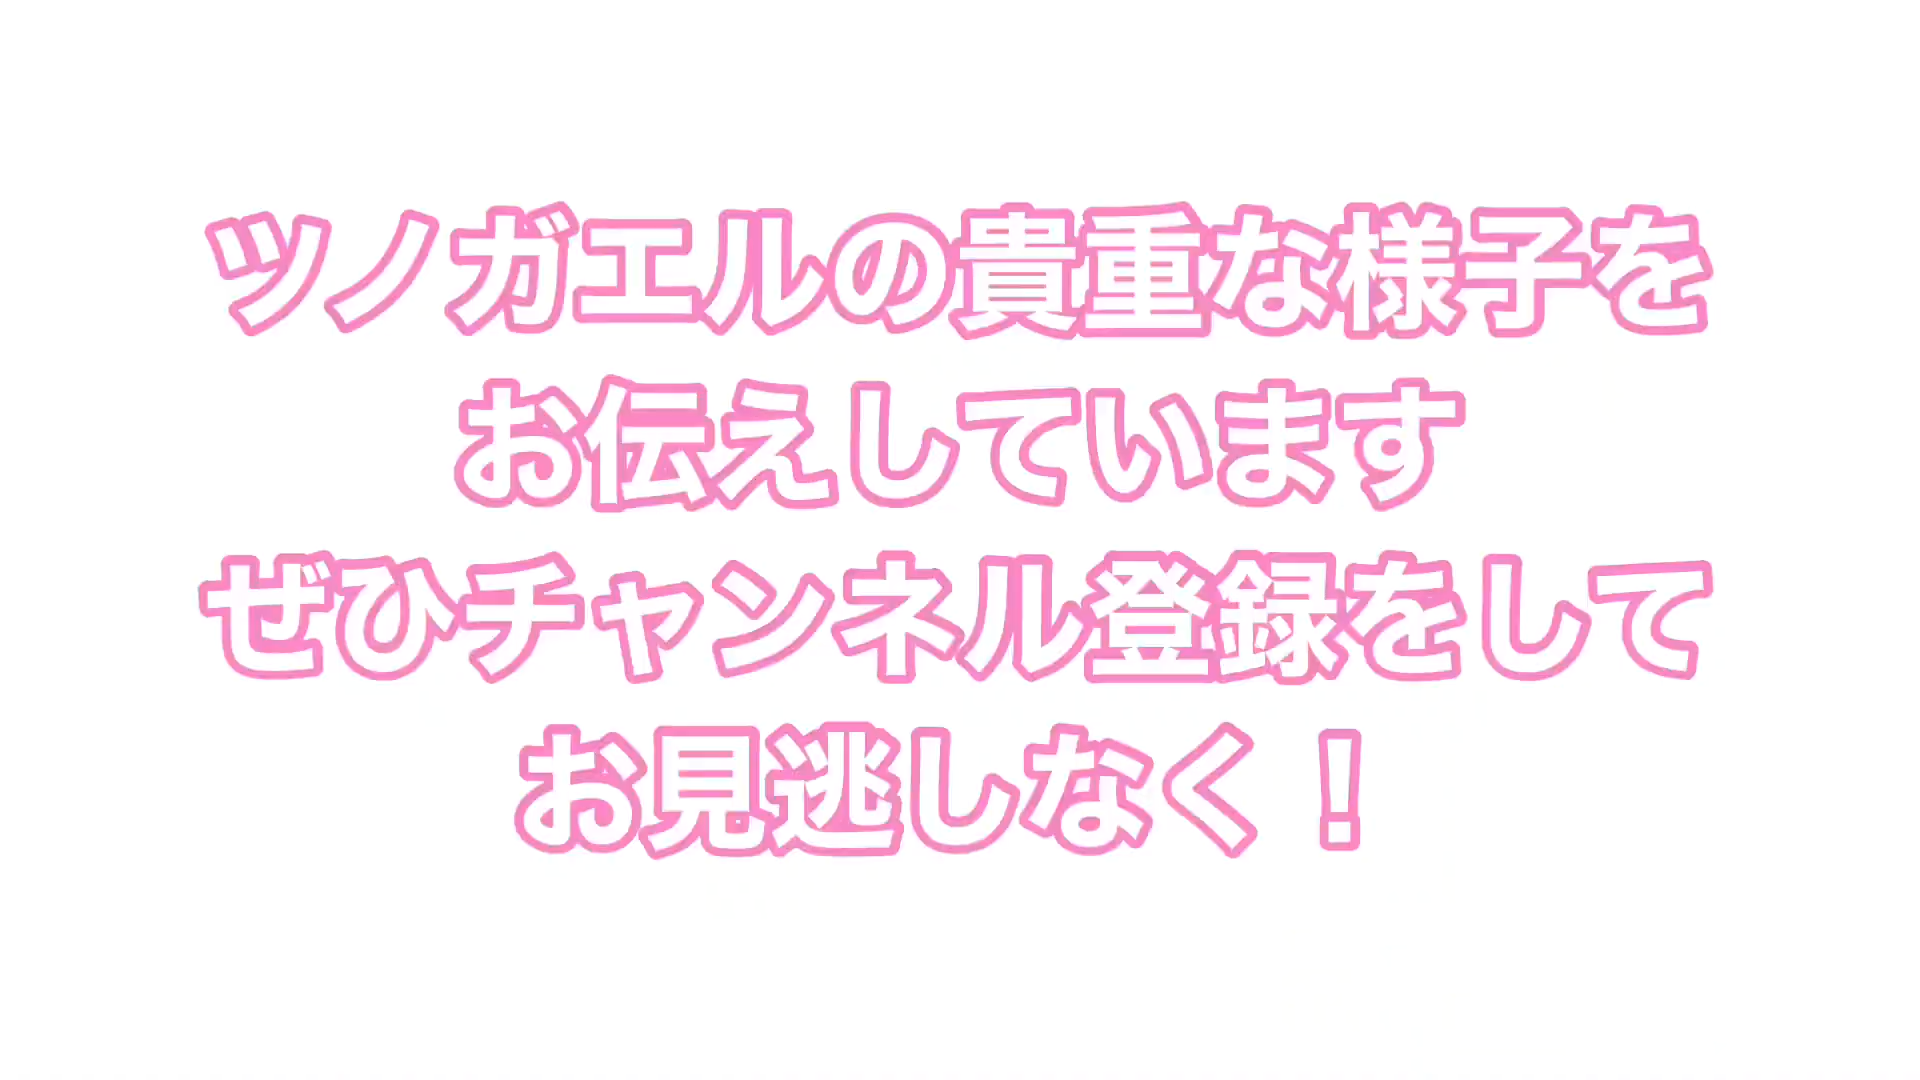 ツノガエルの貴重な様子を
お伝えしています
ぜひチャンネル登録をして
お見逃しなく！